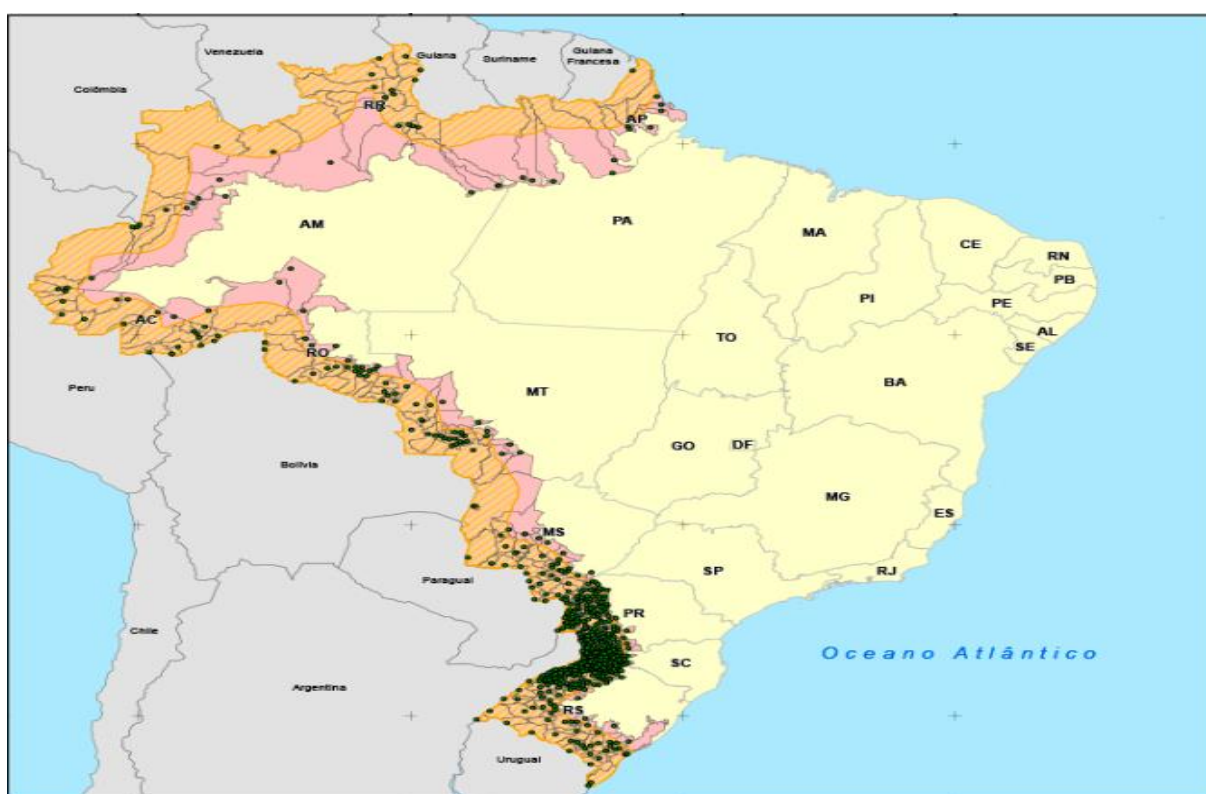 Venezuela
Guiana
Suriname
Guiana
Francesa
Colômbia
RR
AP
AM
PA
MA
CE
RN
PB
PI
PE
AL
SE
AC
TO
RO
BA
Peru
MT
GO
DF
Bolívia
MG
ES
MS
SP
RJ
Paraguai
PR
Chile
SC
Oceano Atlântico
Argentina
RS
Uruguai